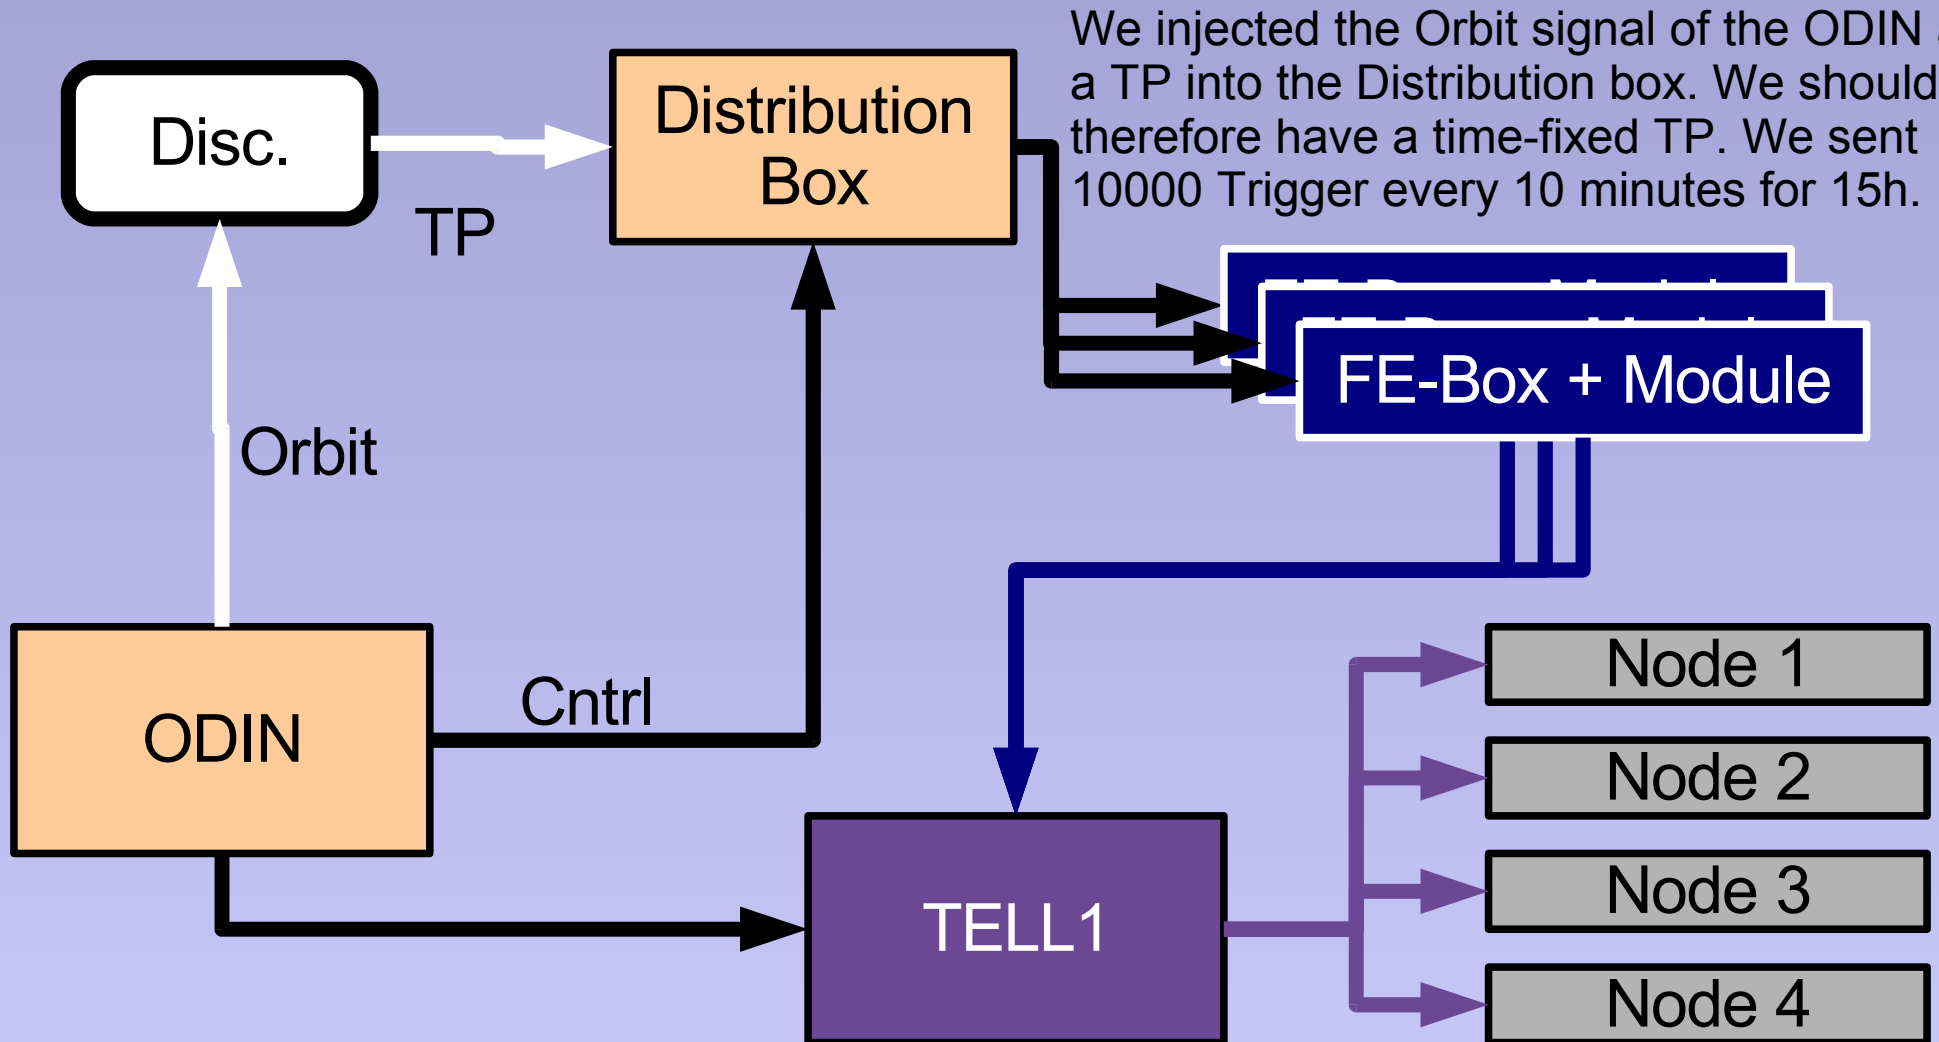 We injected the Orbit signal of the ODIN
a TP into the Distribution box. We should
therefore have a time-fixed TP. We sent
10000 Trigger every 10 minutes for 15h.
Disc.
Distribution
Box
TP
FE-Box + Module
Orbit
Cntrl
ODIN
TELL1
Node 1
Node 2
Node 3
Node 4